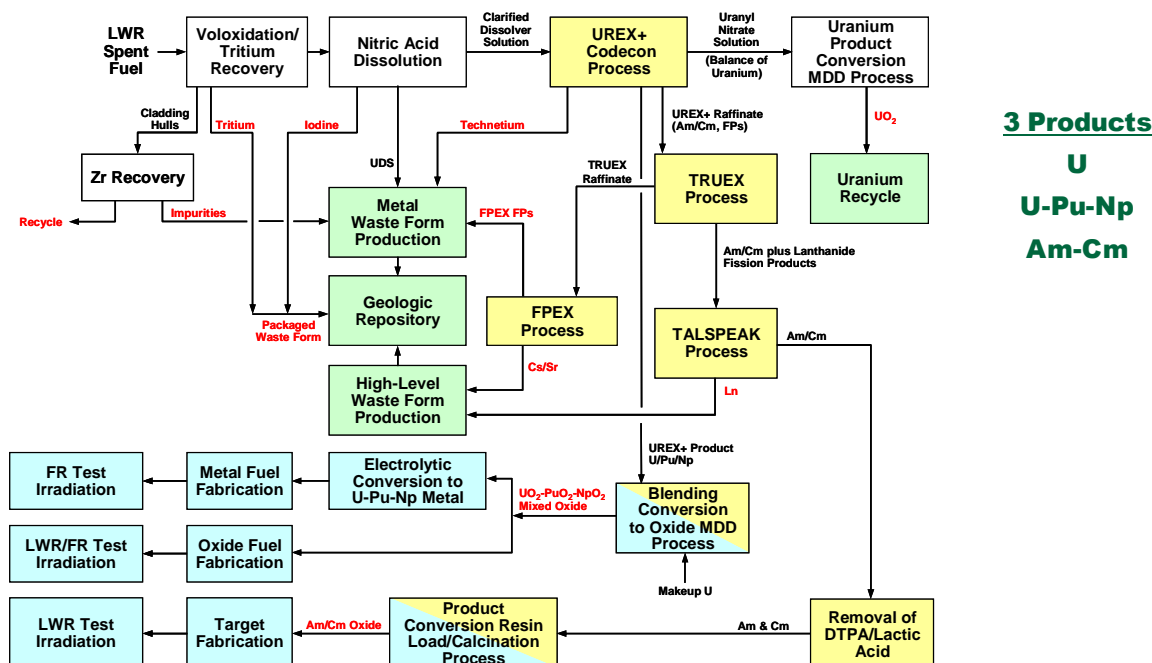 LWR
Spent
Fuel
Voloxidation/
Tritium
Recovery
Nitric Acid
Dissolution
Clarified
Dissolver
Solution
UREX+
Codecon
Process
Uranyl
Nitrate
Solution
(Balance of
Uranium)
Uranium
Product
Conversion
MDD Process
Cladding
Hulls
Tritium
Iodine
Technetium
UREX+ Raffinate
(Am/Cm, FPs)
UO₂
3 Products
U
U-Pu-Np
Am-Cm
Zr Recovery
UDS
TRUEX
Raffinate
TRUEX
Process
Uranium
Recycle
Recycle
Impurities
Metal
Waste Form
Production
FPEX FPs
Am/Cm plus Lanthanide
Fission Products
Geologic
Repository
Packaged
Waste Form
FPEX
Process
TALSPEAK
Process
Am/Cm
Cs/Sr
Ln
High-Level
Waste Form
Production
UREX+ Product
U/Pu/Np
FR Test
Irradiation
Metal Fuel
Fabrication
Electrolytic
Conversion to
U-Pu-Np Metal
UO₂-PuO₂-NpO₂
Mixed Oxide
Blending
Conversion
to Oxide MDD
Process
LWR/FR Test
Irradiation
Oxide Fuel
Fabrication
Makeup U
LWR Test
Irradiation
Target
Fabrication
Am/Cm Oxide
Product
Conversion Resin
Load/Calcination
Process
Am & Cm
Removal of
DTPA/Lactic
Acid